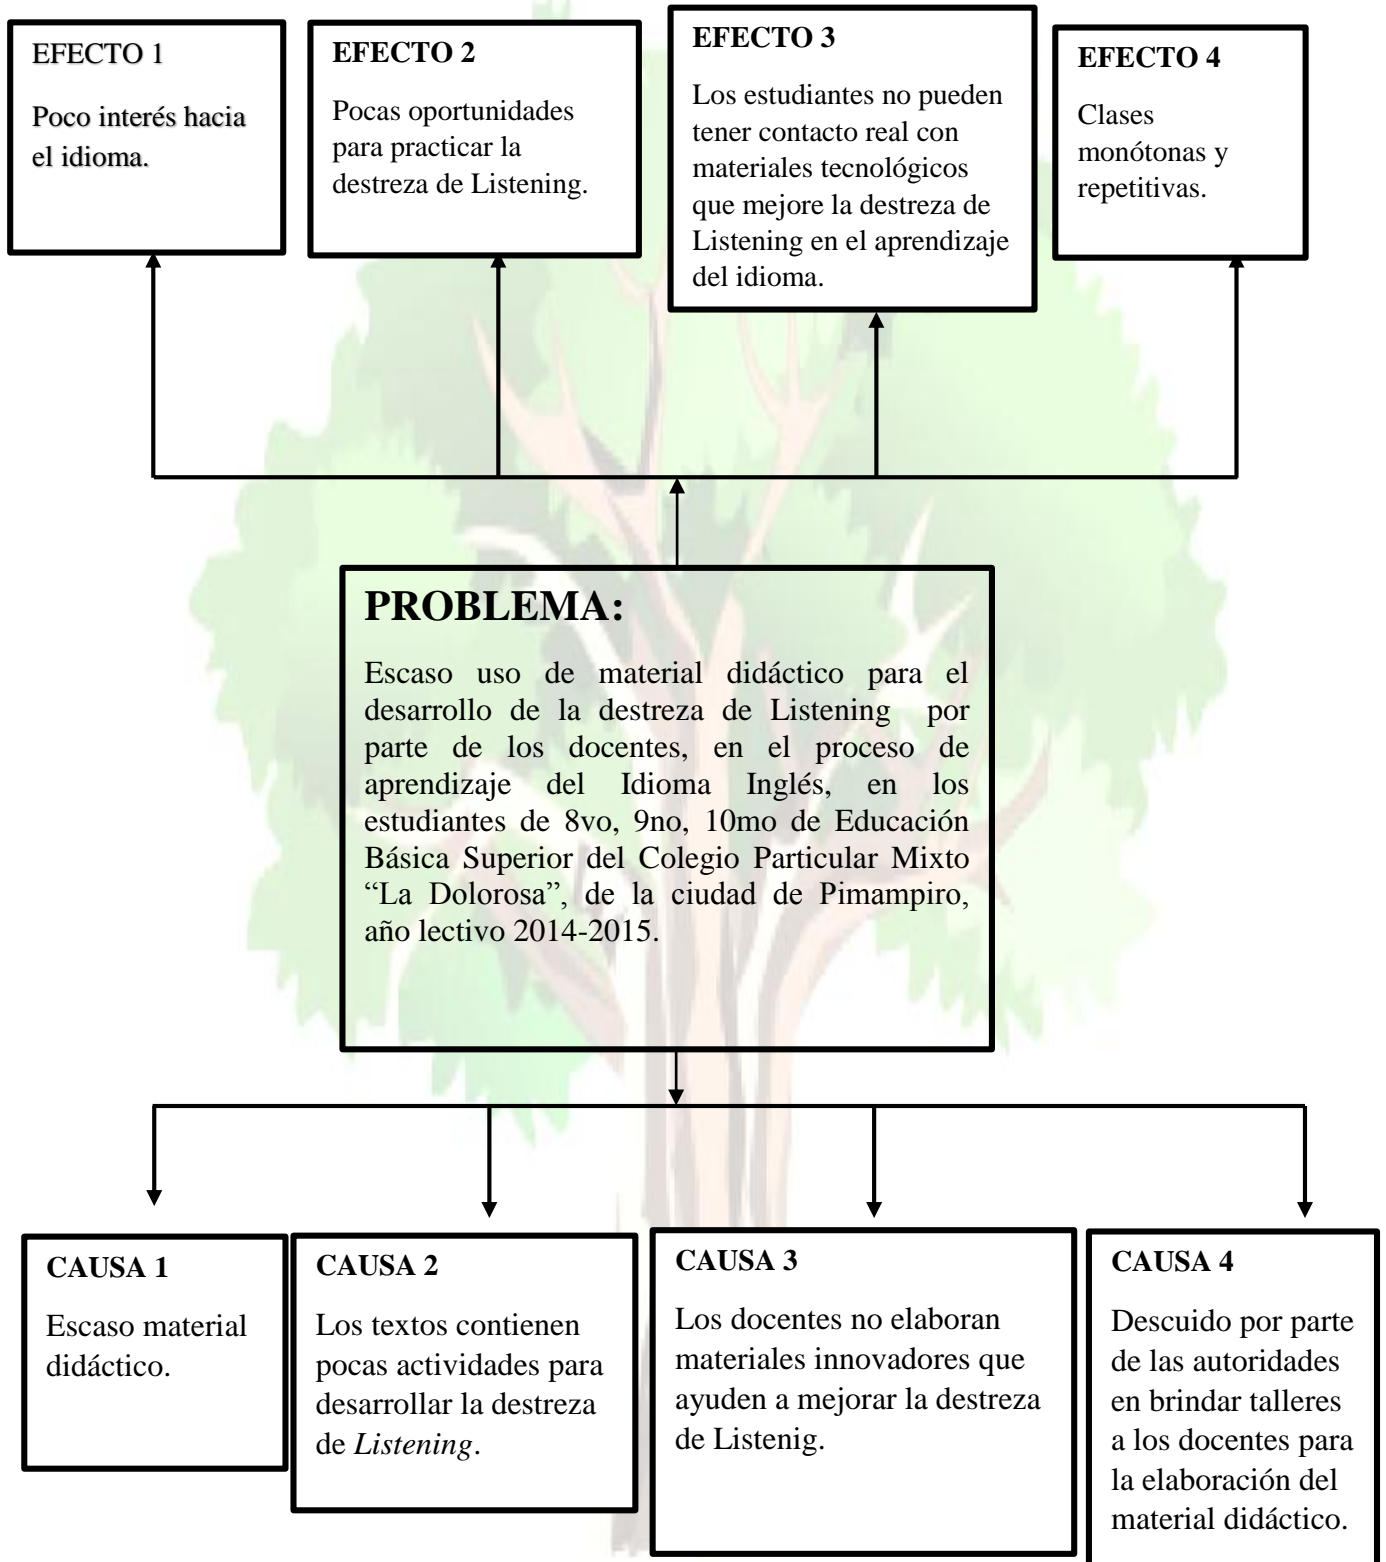 EFECTO 1
Poco interés hacia
el idioma.
EFECTO 2
Pocas oportunidades
para practicar la
destreza de Listening.
EFECTO 3
Los estudiantes no pueden
tener contacto real con
materiales tecnológicos
que mejore la destreza de
Listening en el aprendizaje
del idioma.
EFECTO 4
Clases
monótonas y
repetitivas.
PROBLEMA:
Escaso uso de material didáctico para el
desarrollo de la destreza de Listening por
parte de los docentes, en el proceso de
aprendizaje del Idioma Inglés, en los
estudiantes de 8vo, 9no, 10mo de Educación
Básica Superior del Colegio Particular Mixto
“La Dolorosa”, de la ciudad de Pimampiro,
año lectivo 2014-2015.
CAUSA 1
Escaso material
didáctico.
CAUSA 2
Los textos contienen
pocas actividades para
desarrollar la destreza
de Listening.
CAUSA 3
Los docentes no elaboran
materiales innovadores que
ayuden a mejorar la destreza
de Listenig.
CAUSA 4
Descuido por parte
de las autoridades
en brindar talleres
a los docentes para
la elaboración del
material didáctico.